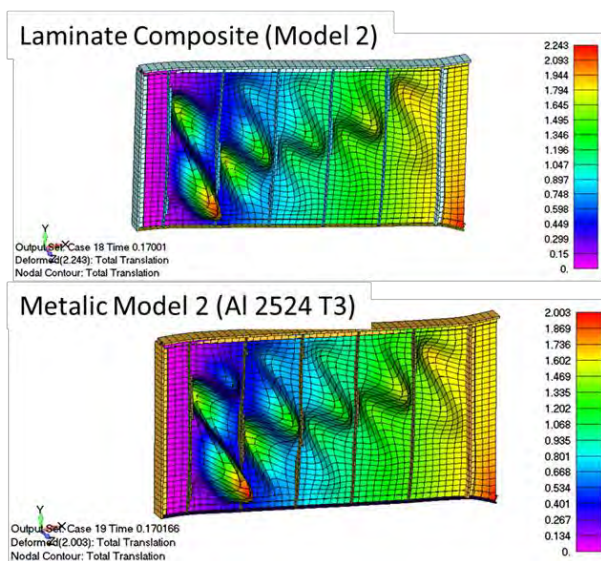 Laminate Composite (Model 2)
2.243
2.093
1.944
1.794
1.645
1.495
1.346
1.196
1.047
0.897
0.748
0.598
0.449
0.299
0.15
0.
Y
X
Output Set: Case 18 Time 0.17001
Deformed(2.243): Total Translation
Nodal Contour: Total Translation
Metalic Model 2 (Al 2524 T3)
2.003
1.869
1.736
1.602
1.469
1.335
1.202
1.068
0.935
0.801
0.668
0.534
0.401
0.267
0.134
0.
Y
X
Output Set: Case 19 Time 0.170166
Deformed(2.003): Total Translation
Nodal Contour: Total Translation